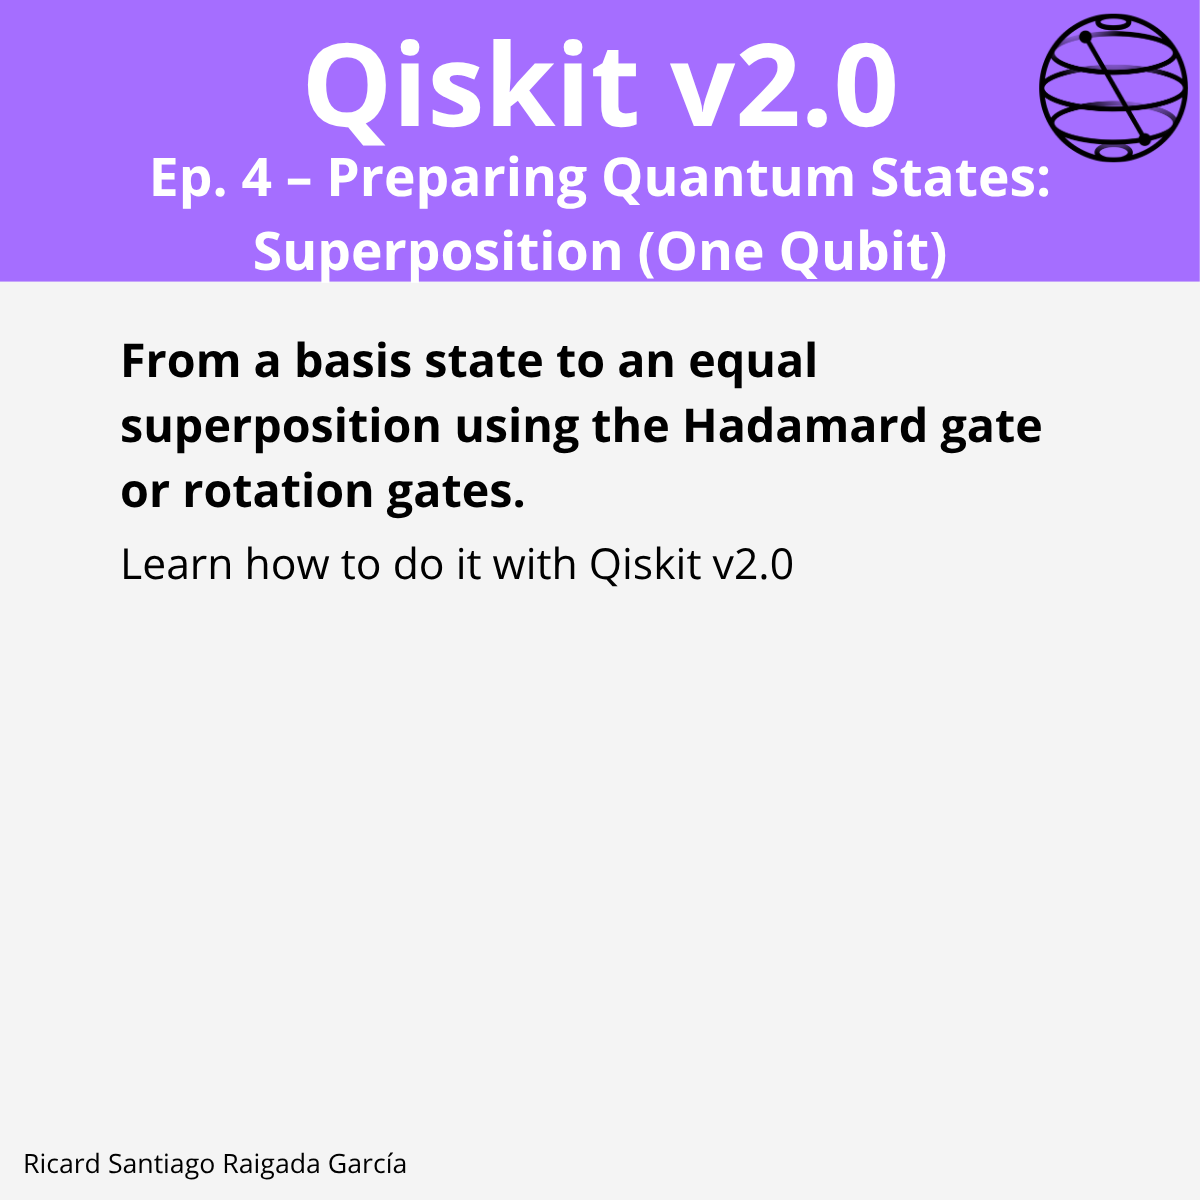 Qiskit v2.0
Ep. 4 – Preparing Quantum States:
Superposition (One Qubit)
From a basis state to an equal
superposition using the Hadamard gate
or rotation gates.
Learn how to do it with Qiskit v2.0
Ricard Santiago Raigada García